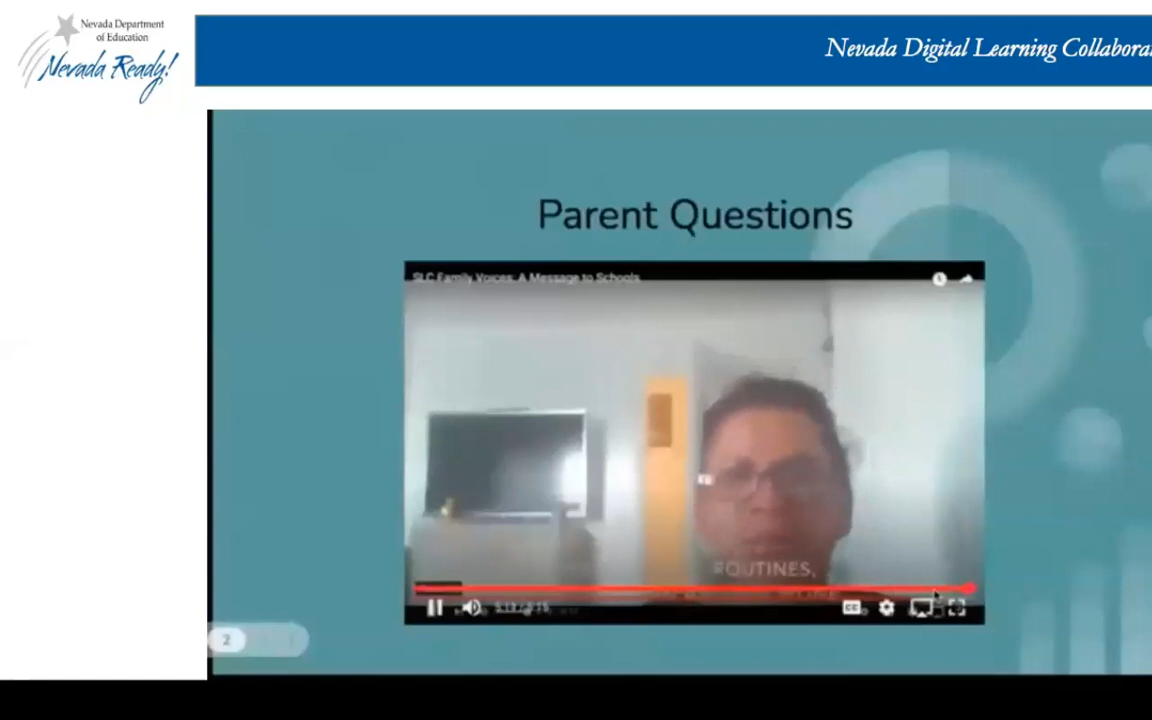 Nevada Department
of Education
Nevada Ready!
Nevada Digital Learning Collabora
Parent Questions
SLC Family Voices: A Message to Schools
ROUTINES,
CC
2